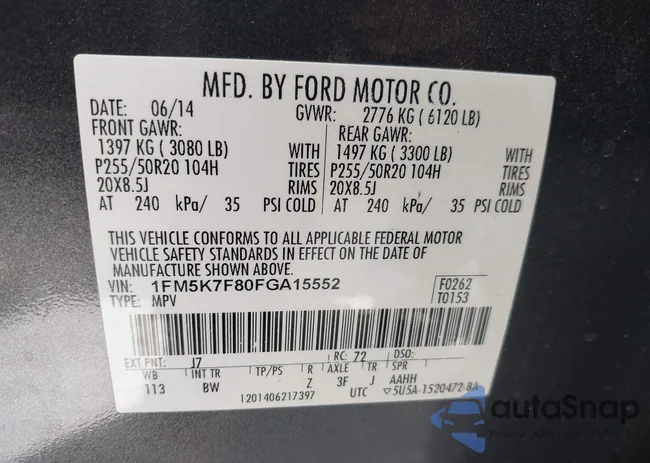 MFD. BY FORD MOTOR CO.
DATE: 06/14 GVWR: 2776 KG ( 6120 LB)
FRONT GAWR: REAR GAWR:
1397 KG ( 3080 LB) WITH 1497 KG ( 3300 LB) WITH
P255/50R20 104H TIRES P255/50R20 104H TIRES
20X8.5J RIMS 20X8.5J RIMS
AT 240 kPa/ 35 PSI COLD AT 240 kPa/ 35 PSI COLD
THIS VEHICLE CONFORMS TO ALL APPLICABLE FEDERAL MOTOR
VEHICLE SAFETY STANDARDS IN EFFECT ON THE DATE OF
MANUFACTURE SHOWN ABOVE.
VIN: 1FM5K7F80FGA15552 F0262
TYPE: MPV T0153
EXT PNT: J7 RC: 72 DSO:
WB INT TR TP/PS R AXLE TR SPR
113 BW Z 3F J AAHH
1201406217397 UTC ▽5U5A-1520472-BA
autoSnap